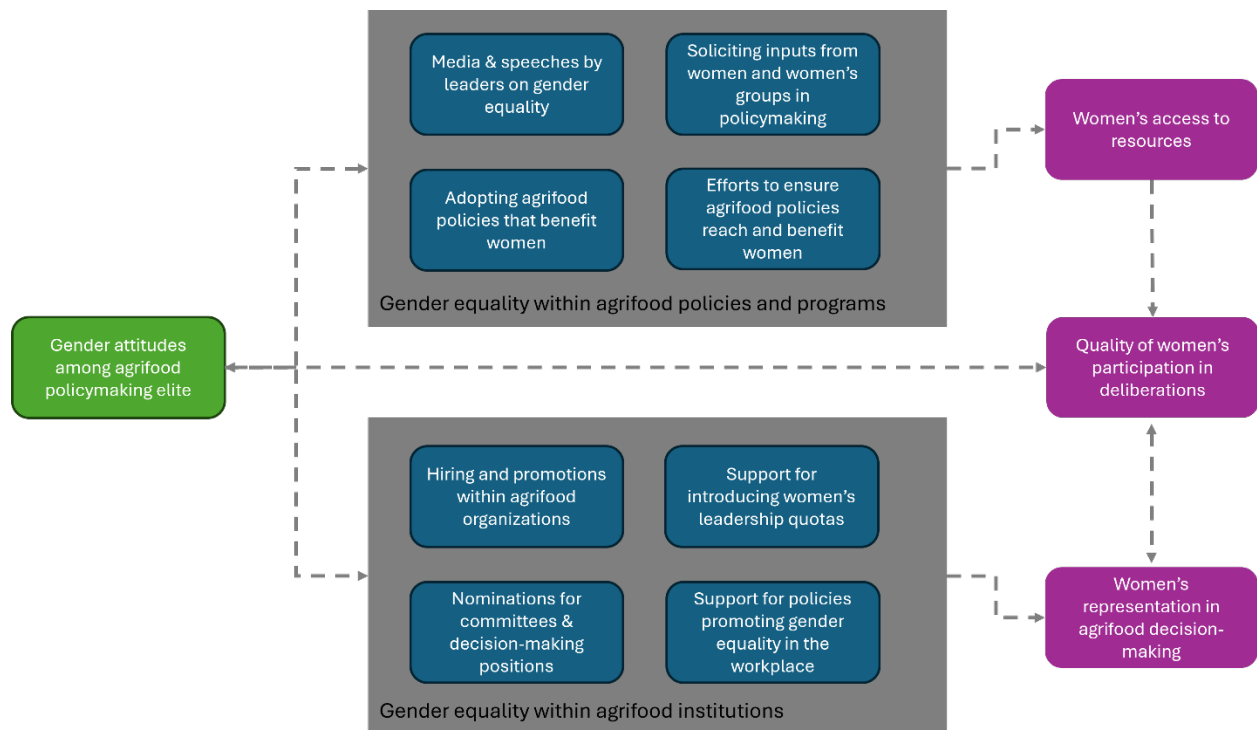 Media & speeches by
leaders on gender
equality
Soliciting inputs from
women and women's
groups in
policymaking
Adopting agrifood
policies that benefit
women
Efforts to ensure
agrifood policies
reach and benefit
women
Gender equality within agrifood policies and programs
Women's access to
resources
Gender attitudes
among agrifood
policymaking elite
Quality of women's
participation in
deliberations
Hiring and promotions
within agrifood
organizations
Support for
introducing women's
leadership quotas
Nominations for
committees &
decision-making
positions
Support for policies
promoting gender
equality in the
workplace
Gender equality within agrifood institutions
Women's
representation in
agrifood decision-
making